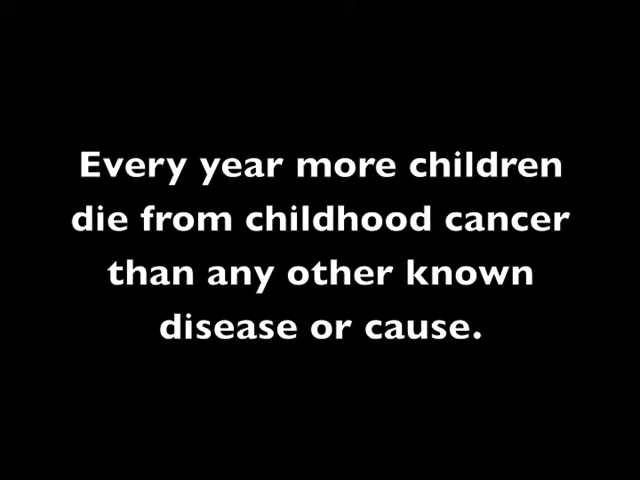 Every year more children
die from childhood cancer
than any other known
disease or cause.